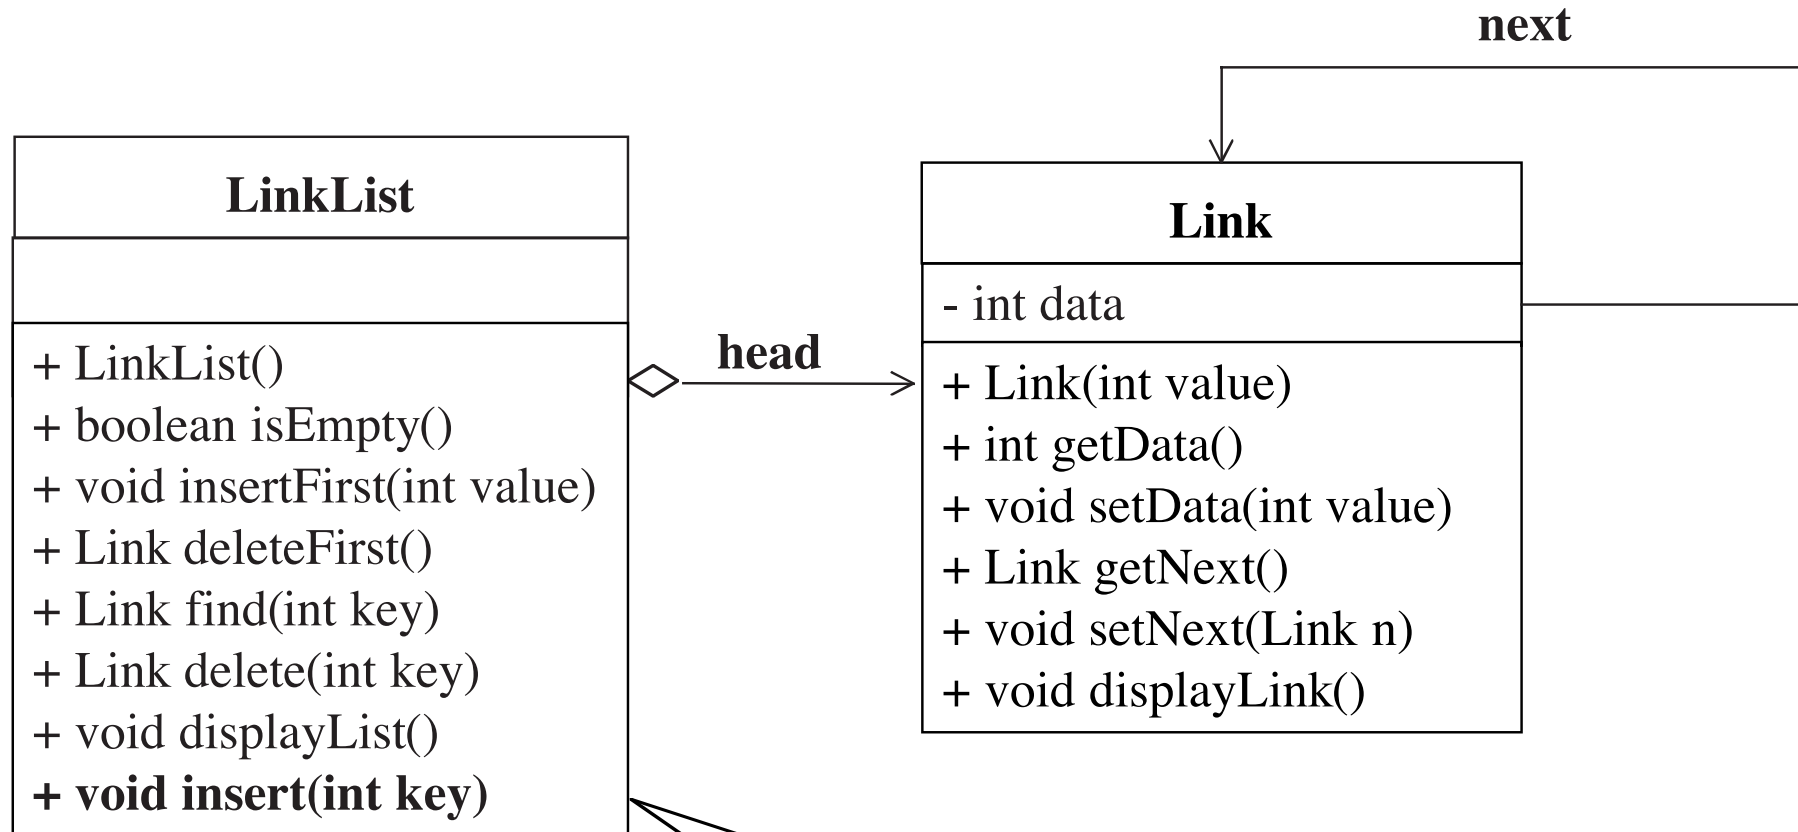 next
LinkList
+ LinkList()
+ boolean isEmpty()
+ void insertFirst(int value)
+ Link deleteFirst()
+ Link find(int key)
+ Link delete(int key)
+ void displayList()
+ void insert(int key)
head
Link
- int data
+ Link(int value)
+ int getData()
+ void setData(int value)
+ Link getNext()
+ void setNext(Link n)
+ void displayLink()